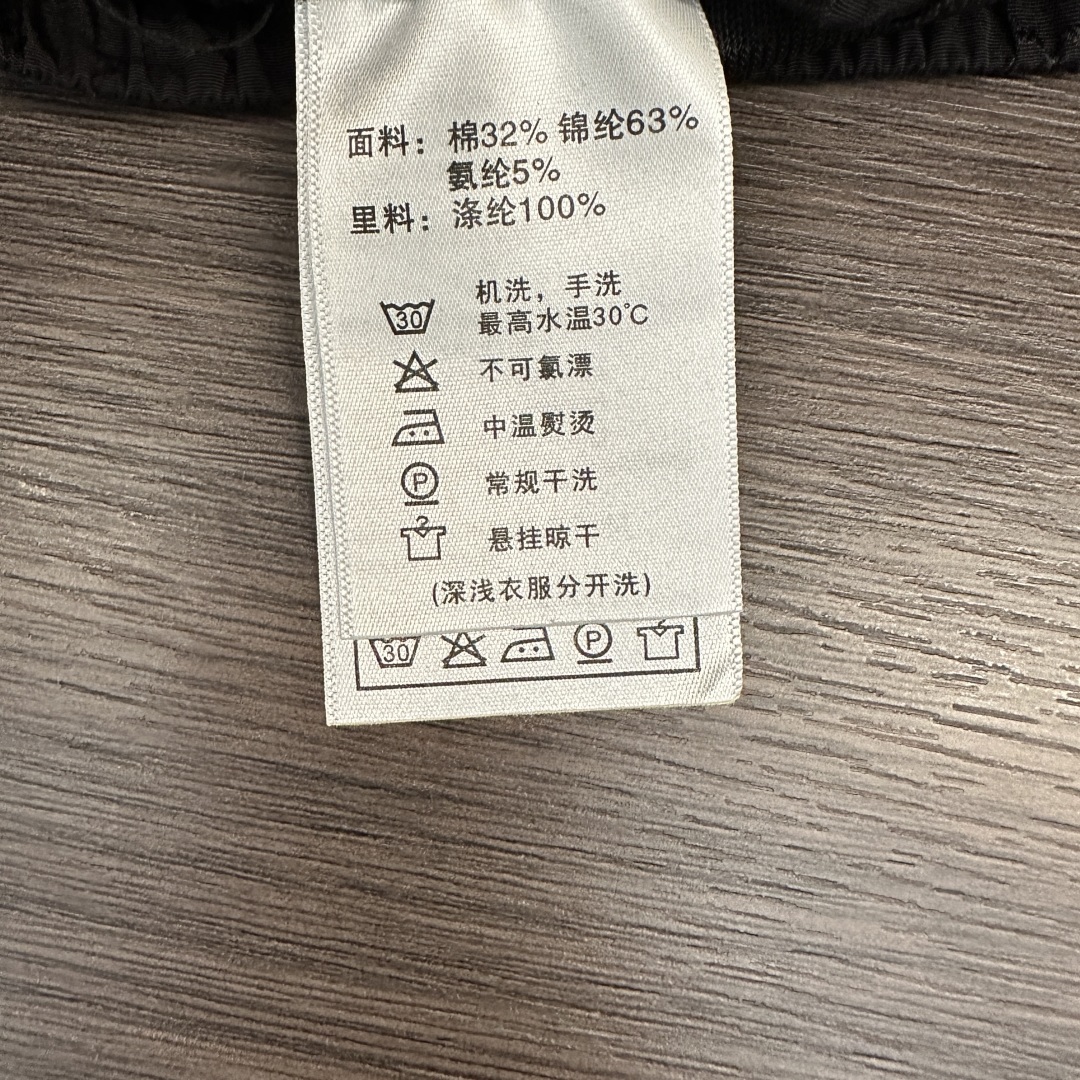 面料：棉32% 锦纶63%
氨纶5%
里料：涤纶100%
30 机洗，手洗
最高水温30℃
不可氯漂
中温熨烫
P 常规干洗
悬挂晾干
(深浅衣服分开洗)
30 P